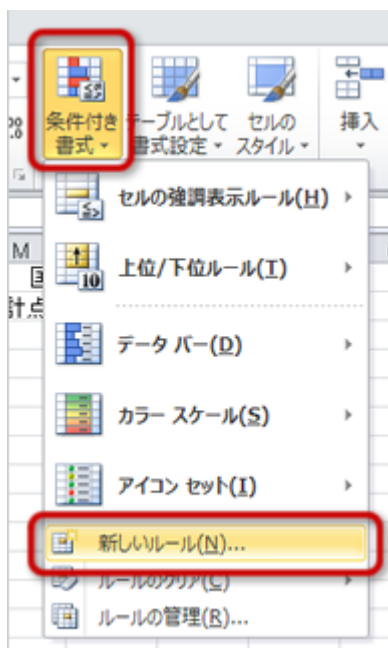 条件付き テーブルとして セルの 挿入
書式 書式設定 スタイル
セルの強調表示ルール(H)
M
上位/下位ルール(T)
計点
データ バー(D)
カラー スケール(S)
アイコン セット(I)
新しいルール(N)...
ルールのクリア(C)
ルールの管理(R)...